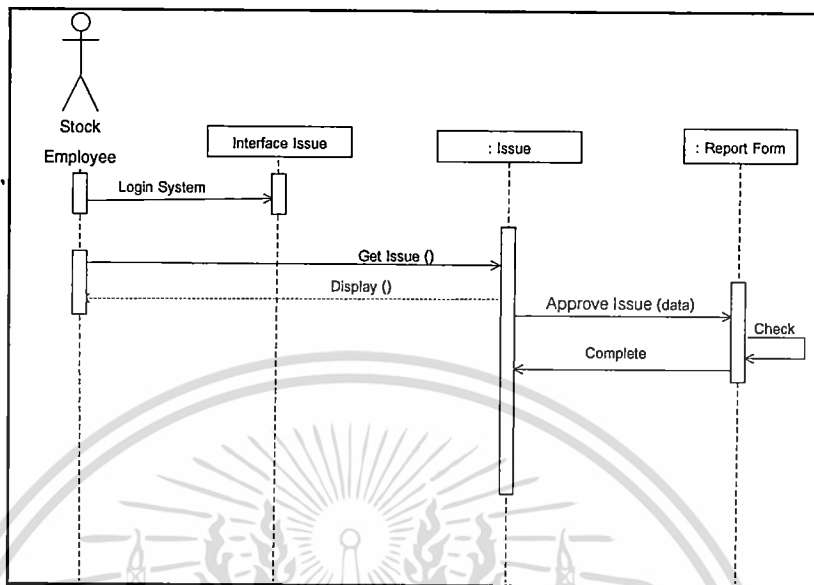 Stock
Employee
Interface Issue
: Issue
: Report Form
Login System
Get Issue ()
Display ()
Approve Issue (data)
Check
Complete